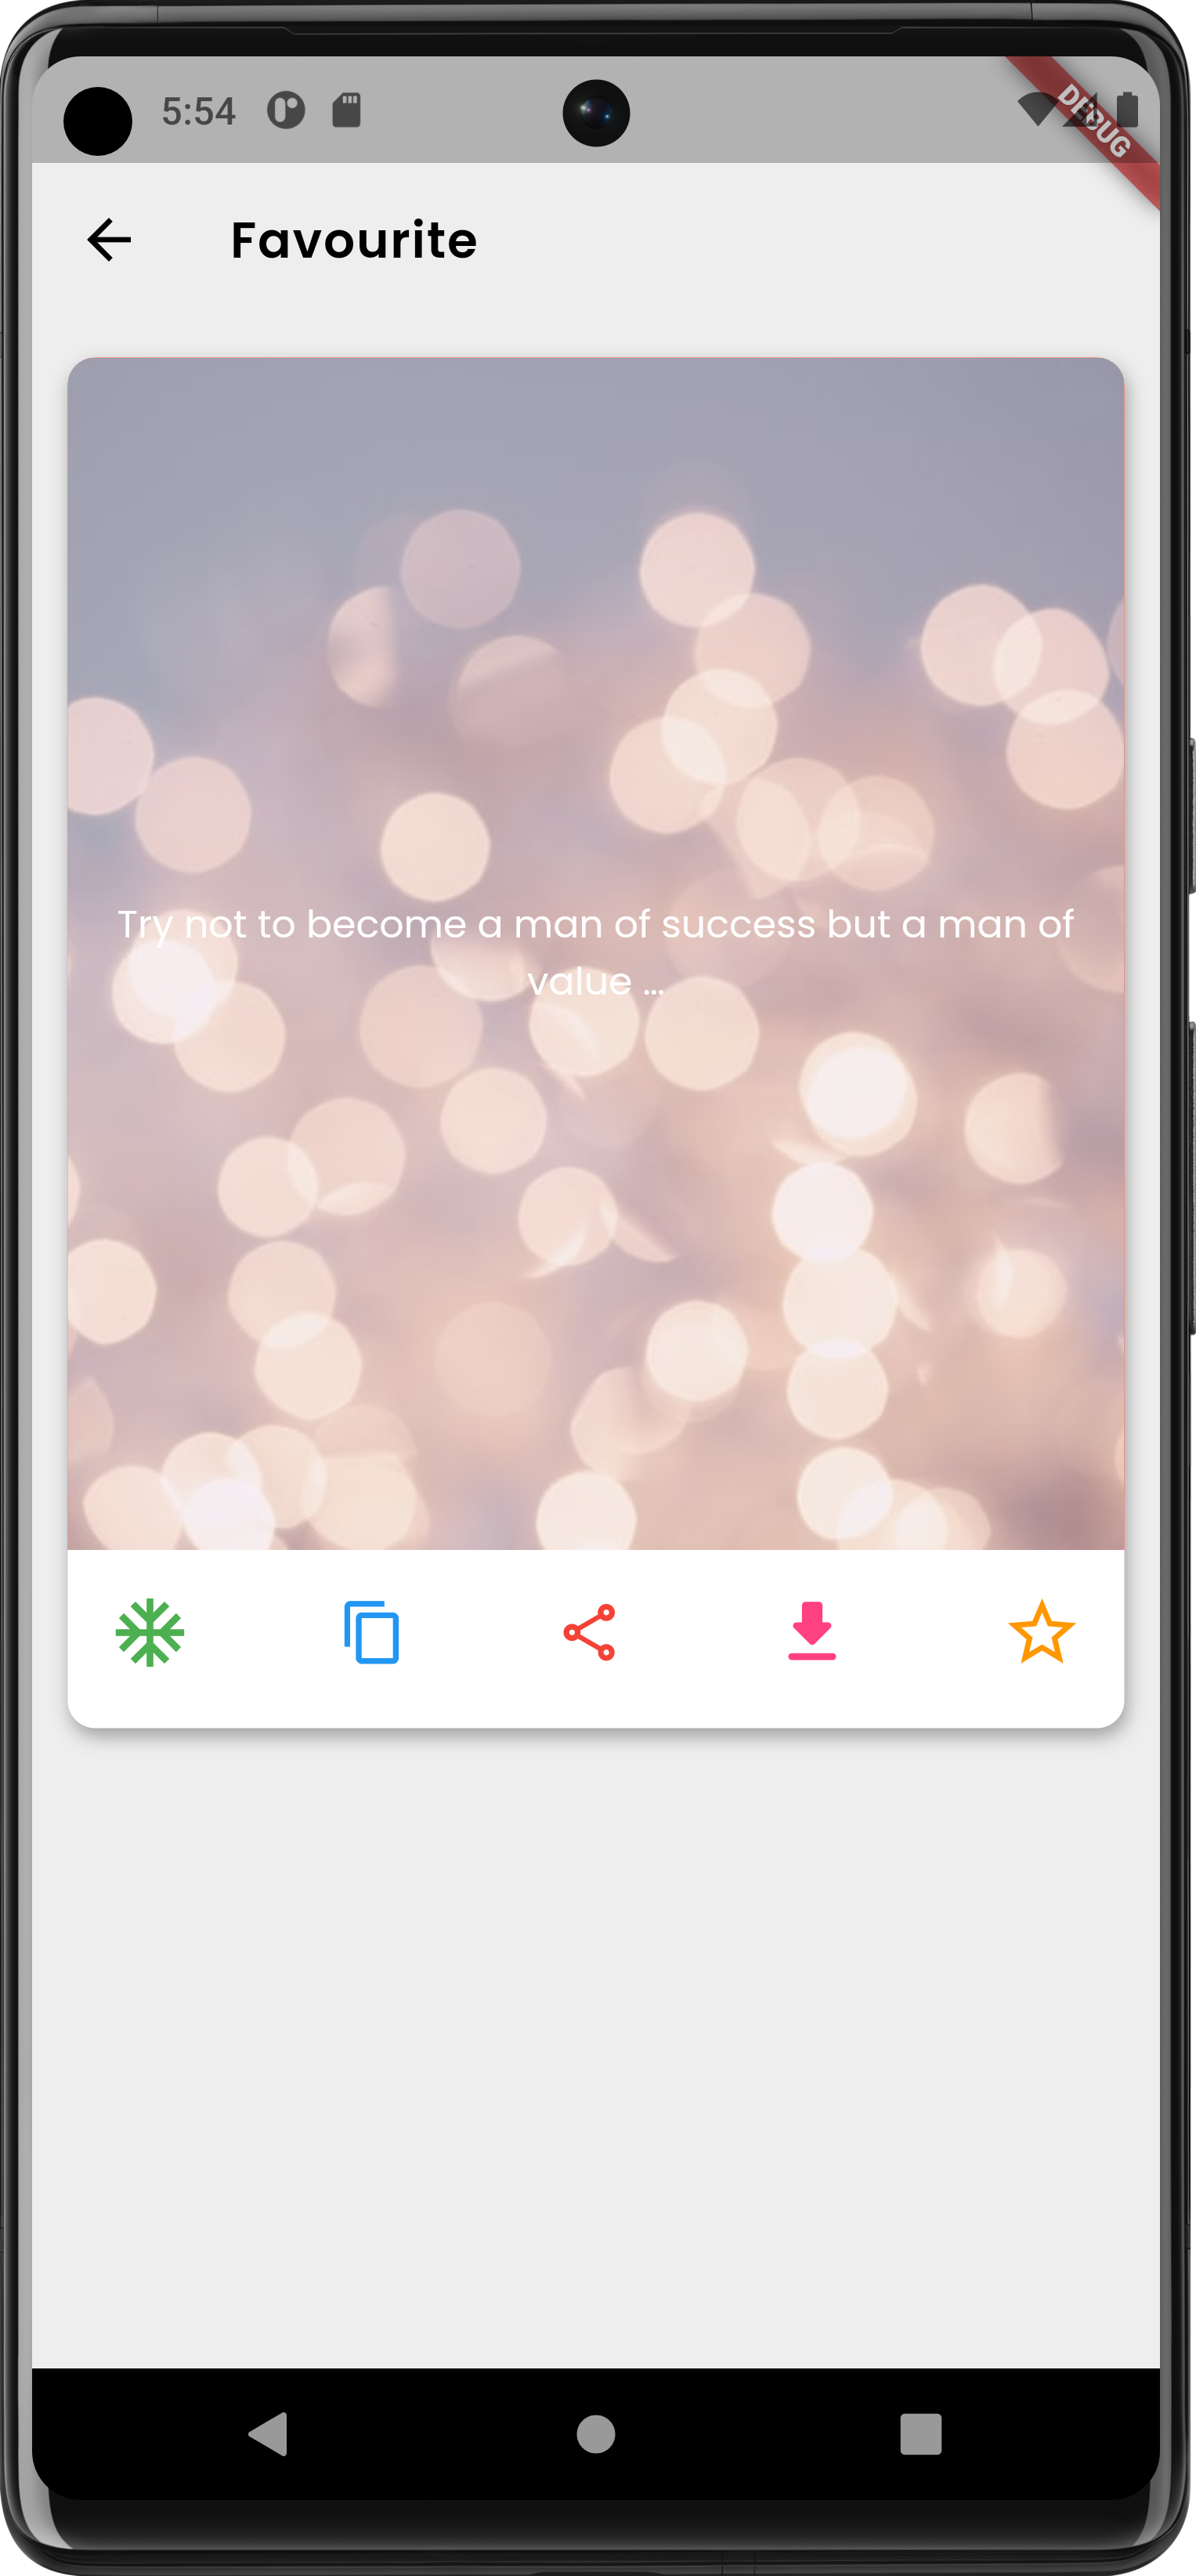 5:54
DEBUG
Favourite
Try not to become a man of success but a man of
value ...